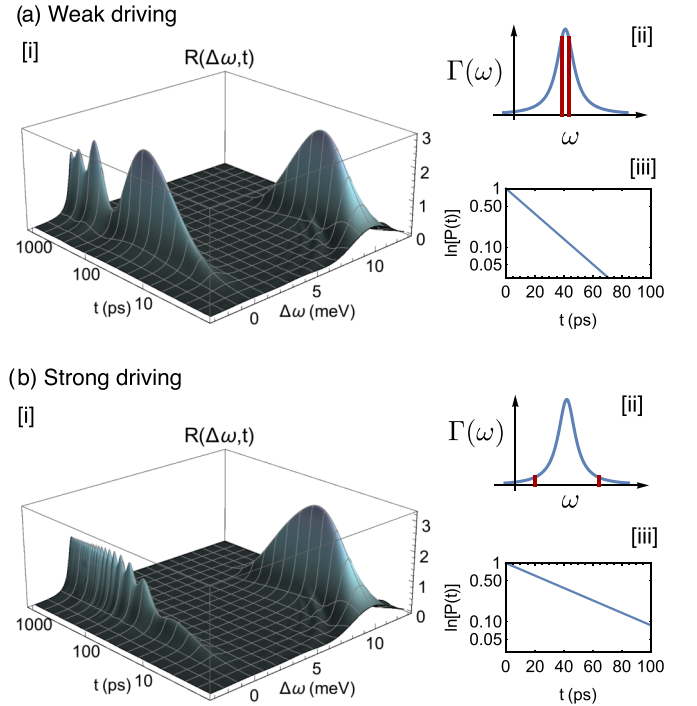 (a) Weak driving
[i]
R(Δω,t)
3
2
1
0
1000
100
10
t (ps)
0
5
10
Δω (meV)
[ii]
Γ(ω)
ω
[iii]
ln[P(t)]
1
0.50
0.10
0.05
0 20 40 60 80 100
t (ps)
(b) Strong driving
[i]
R(Δω,t)
3
2
1
0
1000
100
10
t (ps)
0
5
10
Δω (meV)
[ii]
Γ(ω)
ω
[iii]
ln[P(t)]
1
0.50
0.10
0.05
0 20 40 60 80 100
t (ps)